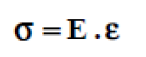 σ = E . ε